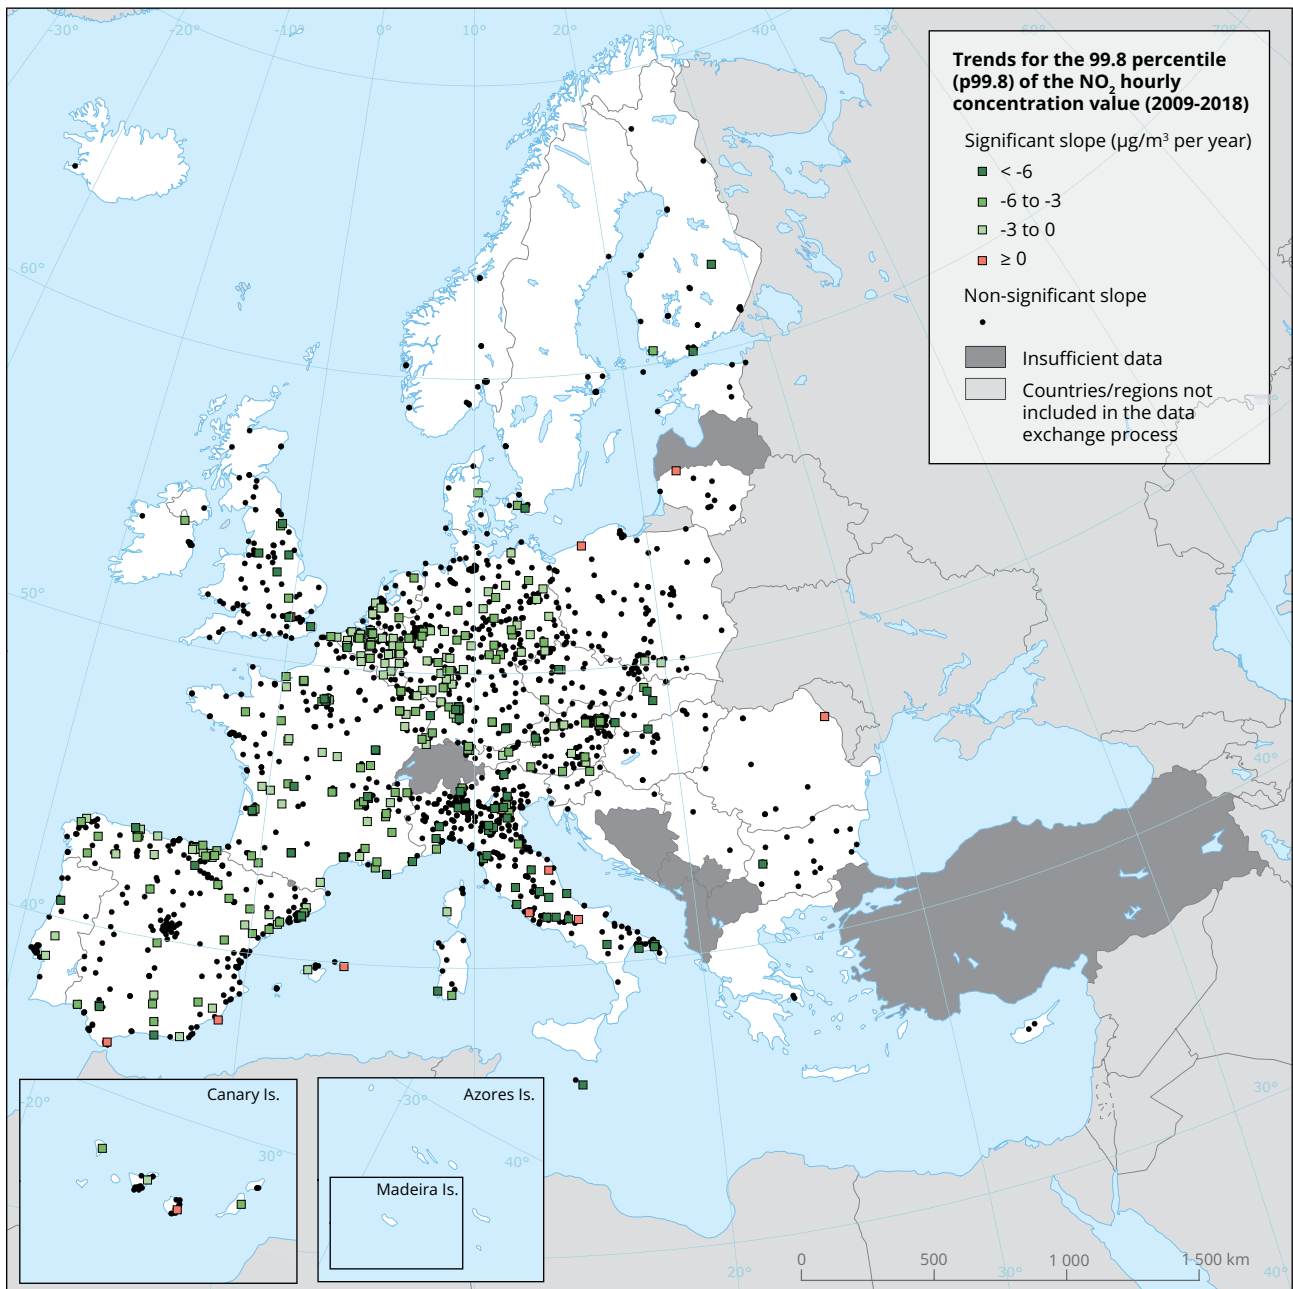 -30°
-20°
-10°
0°
10°
20°
30°
40°
50°
60°
70°
Trends for the 99.8 percentile
(p99.8) of the NO₂ hourly
concentration value (2009-2018)
Significant slope (µg/m³ per year)
< -6
-6 to -3
-3 to 0
≥ 0
Non-significant slope
Insufficient data
Countries/regions not
included in the data
exchange process
60°
50°
40°
40°
30°
Canary Is.
-20°
30°
Azores Is.
-30°
40°
Madeira Is.
0
500
1 000
1 500 km
20°
30°
40°